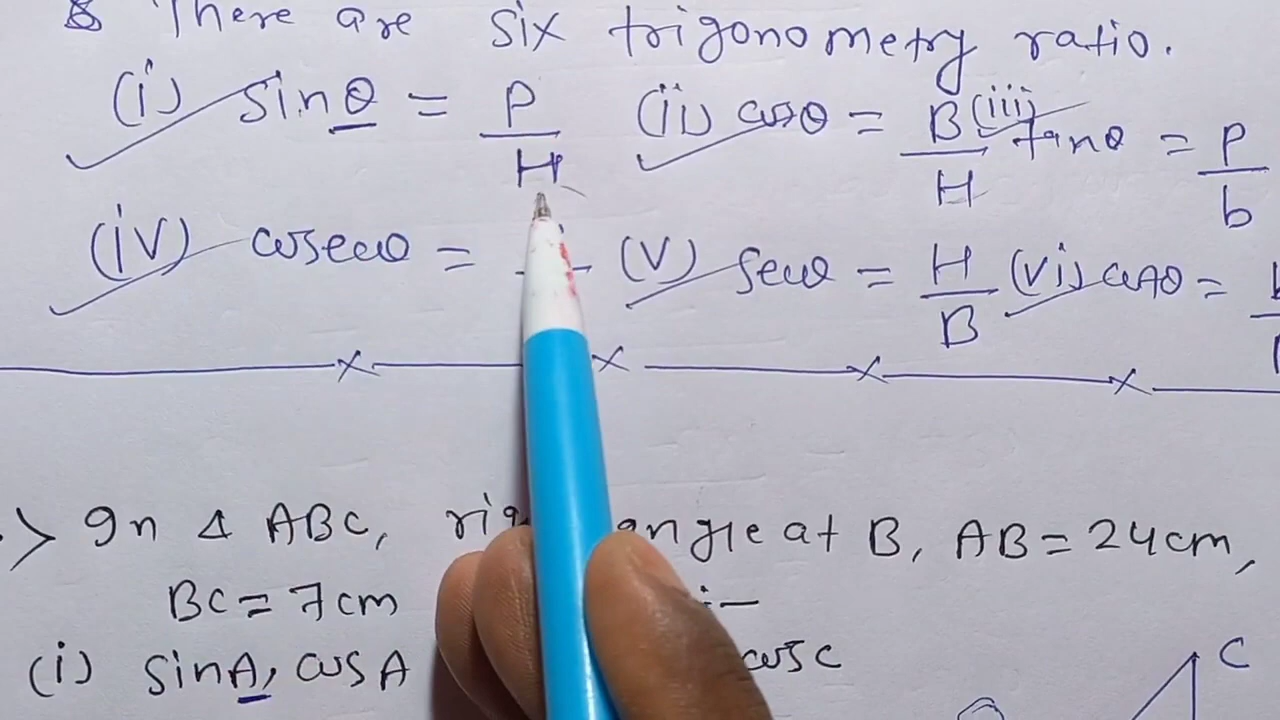 There are six trigonometry ratio.
(i) sinθ = P/H (ii) cosθ = B/H (iii) tanθ = P/b
(iv) cosecθ = (v) secθ = H/B (vi) cotθ =
In Δ ABC, right angle at B, AB = 24cm,
BC = 7cm :-
(i) sinA, cosA cosC
C